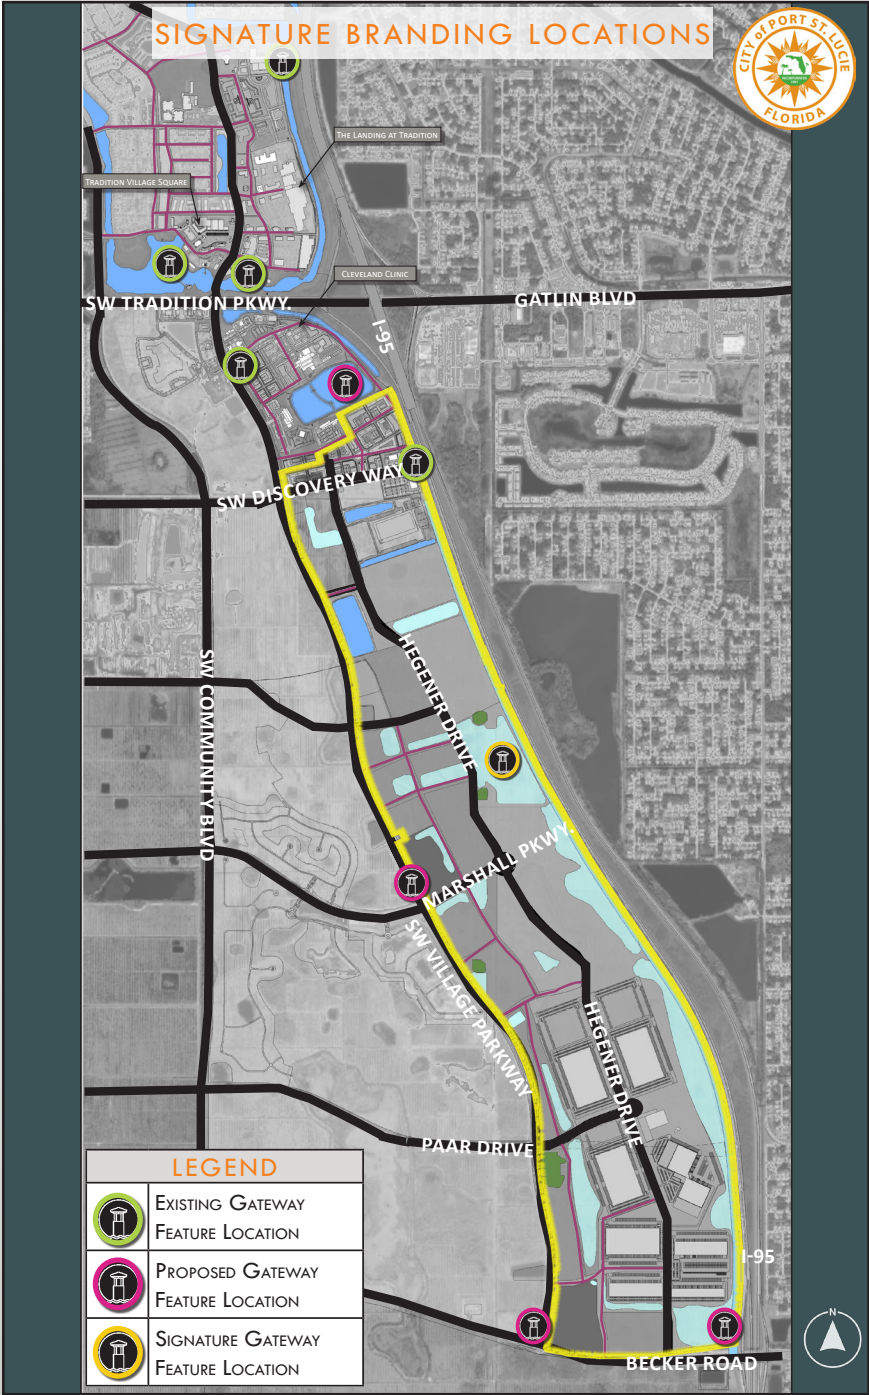 SIGNATURE BRANDING LOCATIONS
CITY of PORT ST. LUCIE
FLORIDA
THE LANDING AT TRADITION
TRADITION VILLAGE SQUARE
CLEVELAND CLINIC
SW TRADITION PKWY.
GATLIN BLVD
I-95
SW DISCOVERY WAY
HEGENER DRIVE
SW COMMUNITY BLVD
MARSHALL PKWY.
SW VILLAGE PARKWAY
HEGENER DRIVE
PAAR DRIVE
I-95
BECKER ROAD
LEGEND
EXISTING GATEWAY
FEATURE LOCATION
PROPOSED GATEWAY
FEATURE LOCATION
SIGNATURE GATEWAY
FEATURE LOCATION
N